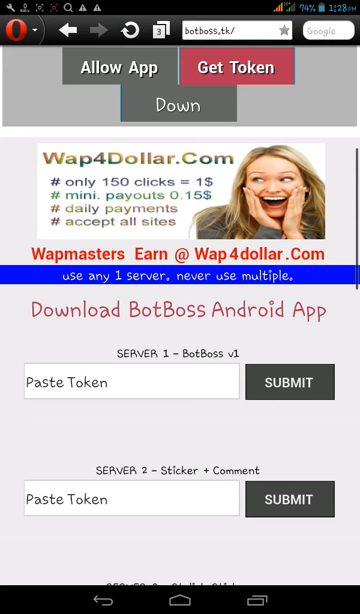 74% 1:28PM
3
botboss.tk/
Google
Allow App
Get Token
Down
Wap4Dollar.Com
# only 150 clicks = 1$
# mini. payouts 0.15$
# daily payments
# accept all sites
Wapmasters Earn @ Wap4dollar.Com
use any 1 server. never use multiple.
Download BotBoss Android App
SERVER 1 - BotBoss v1
Paste Token
SUBMIT
SERVER 2 - Sticker + Comment
Paste Token
SUBMIT